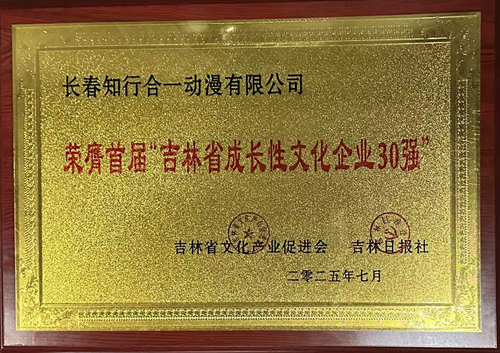 长春知行合一动漫有限公司
荣膺首届“吉林省成长性文化企业30强”
吉林省文化产业促进会 吉林日报社
二零二五年七月